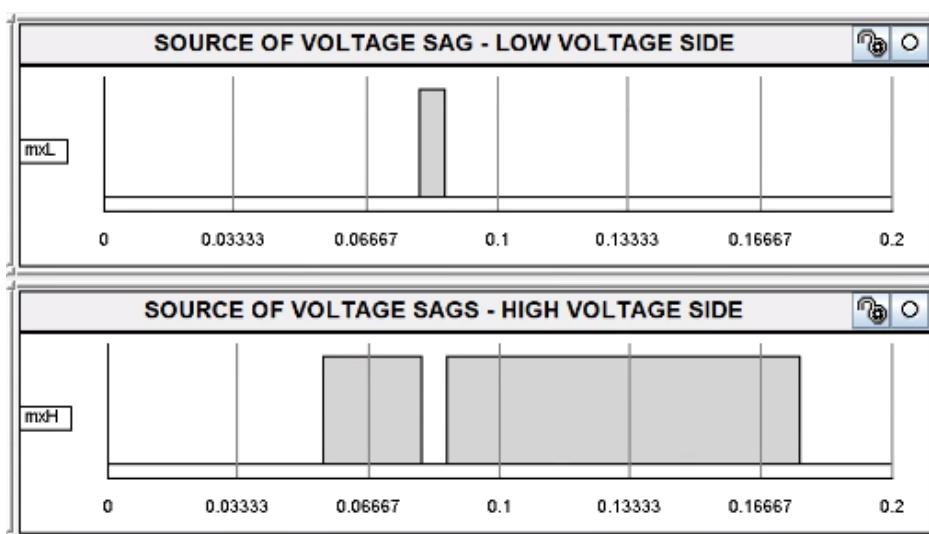 SOURCE OF VOLTAGE SAG - LOW VOLTAGE SIDE
mxL
0 0.03333 0.06667 0.1 0.13333 0.16667 0.2
SOURCE OF VOLTAGE SAGS - HIGH VOLTAGE SIDE
mxH
0 0.03333 0.06667 0.1 0.13333 0.16667 0.2